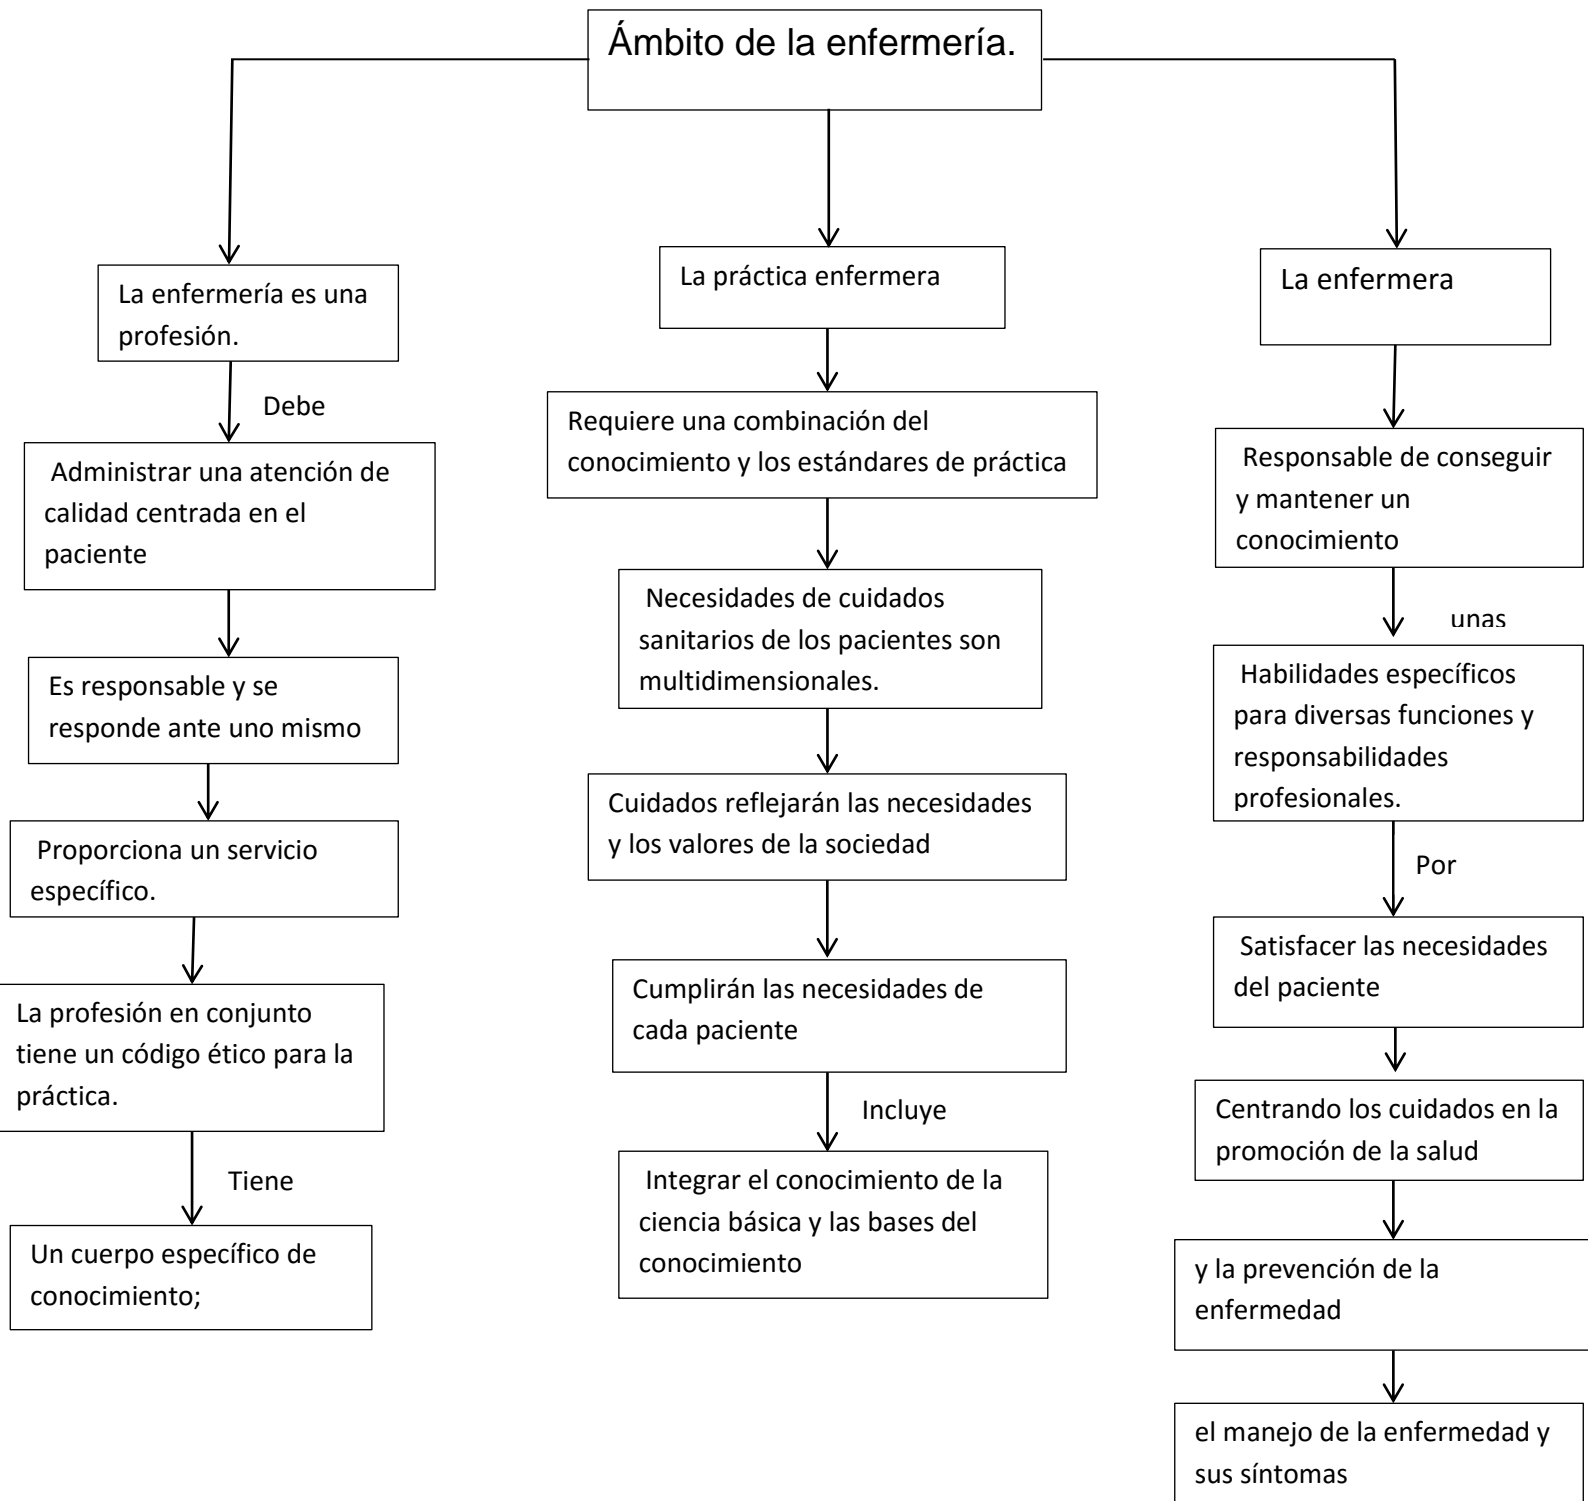 Ámbito de la enfermería.
La enfermería es una
profesión.
Debe
Administrar una atención de
calidad centrada en el
paciente
Es responsable y se
responde ante uno mismo
Proporciona un servicio
específico.
La profesión en conjunto
tiene un código ético para la
práctica.
Tiene
Un cuerpo específico de
conocimiento;
La práctica enfermera
Requiere una combinación del
conocimiento y los estándares de práctica
Necesidades de cuidados
sanitarios de los pacientes son
multidimensionales.
Cuidados reflejarán las necesidades
y los valores de la sociedad
Cumplirán las necesidades de
cada paciente
Incluye
Integrar el conocimiento de la
ciencia básica y las bases del
conocimiento
La enfermera
Responsable de conseguir
y mantener un
conocimiento
unas
Habilidades específicos
para diversas funciones y
responsabilidades
profesionales.
Por
Satisfacer las necesidades
del paciente
Centrando los cuidados en la
promoción de la salud
y la prevención de la
enfermedad
el manejo de la enfermedad y
sus síntomas